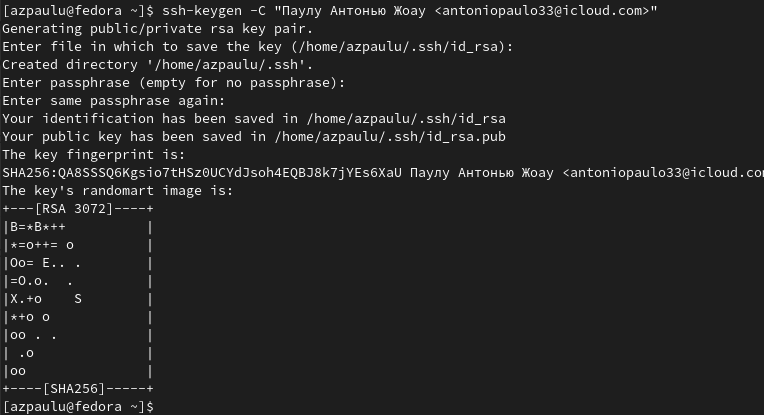 [azpaulu@fedora ~]$ ssh-keygen -C "Паулу Антонью Жоау <antoniopaulo33@icloud.com>"
Generating public/private rsa key pair.
Enter file in which to save the key (/home/azpaulu/.ssh/id_rsa):
Created directory '/home/azpaulu/.ssh'.
Enter passphrase (empty for no passphrase):
Enter same passphrase again:
Your identification has been saved in /home/azpaulu/.ssh/id_rsa
Your public key has been saved in /home/azpaulu/.ssh/id_rsa.pub
The key fingerprint is:
SHA256:QA8SSSQ6Kgsio7tHSz0UCYdJsoh4EQBJ8k7jYEs6XaU Паулу Антонью Жоау <antoniopaulo33@icloud.co
The key's randomart image is:
+---[RSA 3072]----+
|B=*B*++          |
|*=o++= o         |
|Oo= E.. .        |
|=O.o.  .         |
|X.+o    S        |
|*+o o            |
|oo . .           |
| .o              |
|oo               |
+----[SHA256]-----+
[azpaulu@fedora ~]$